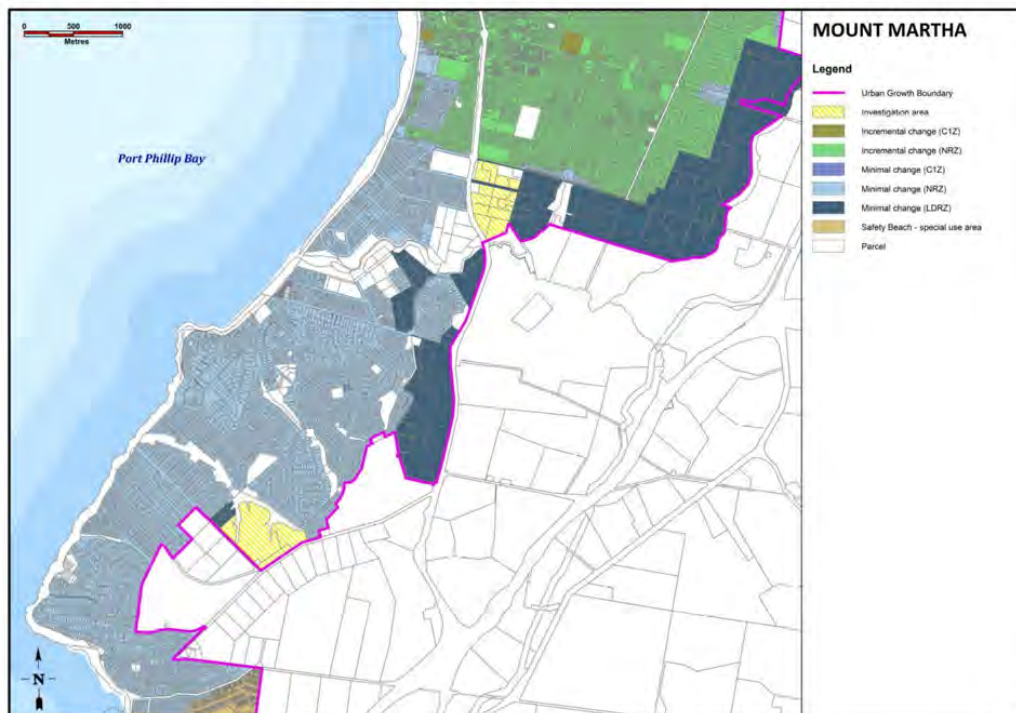 0 500 1000
Metres
MOUNT MARTHA
Legend
Urban Growth Boundary
Investigation area
Incremental change (C1Z)
Incremental change (NRZ)
Minimal change (C1Z)
Minimal change (NRZ)
Minimal change (LDRZ)
Safety Beach - special use area
Parcel
Port Phillip Bay
N